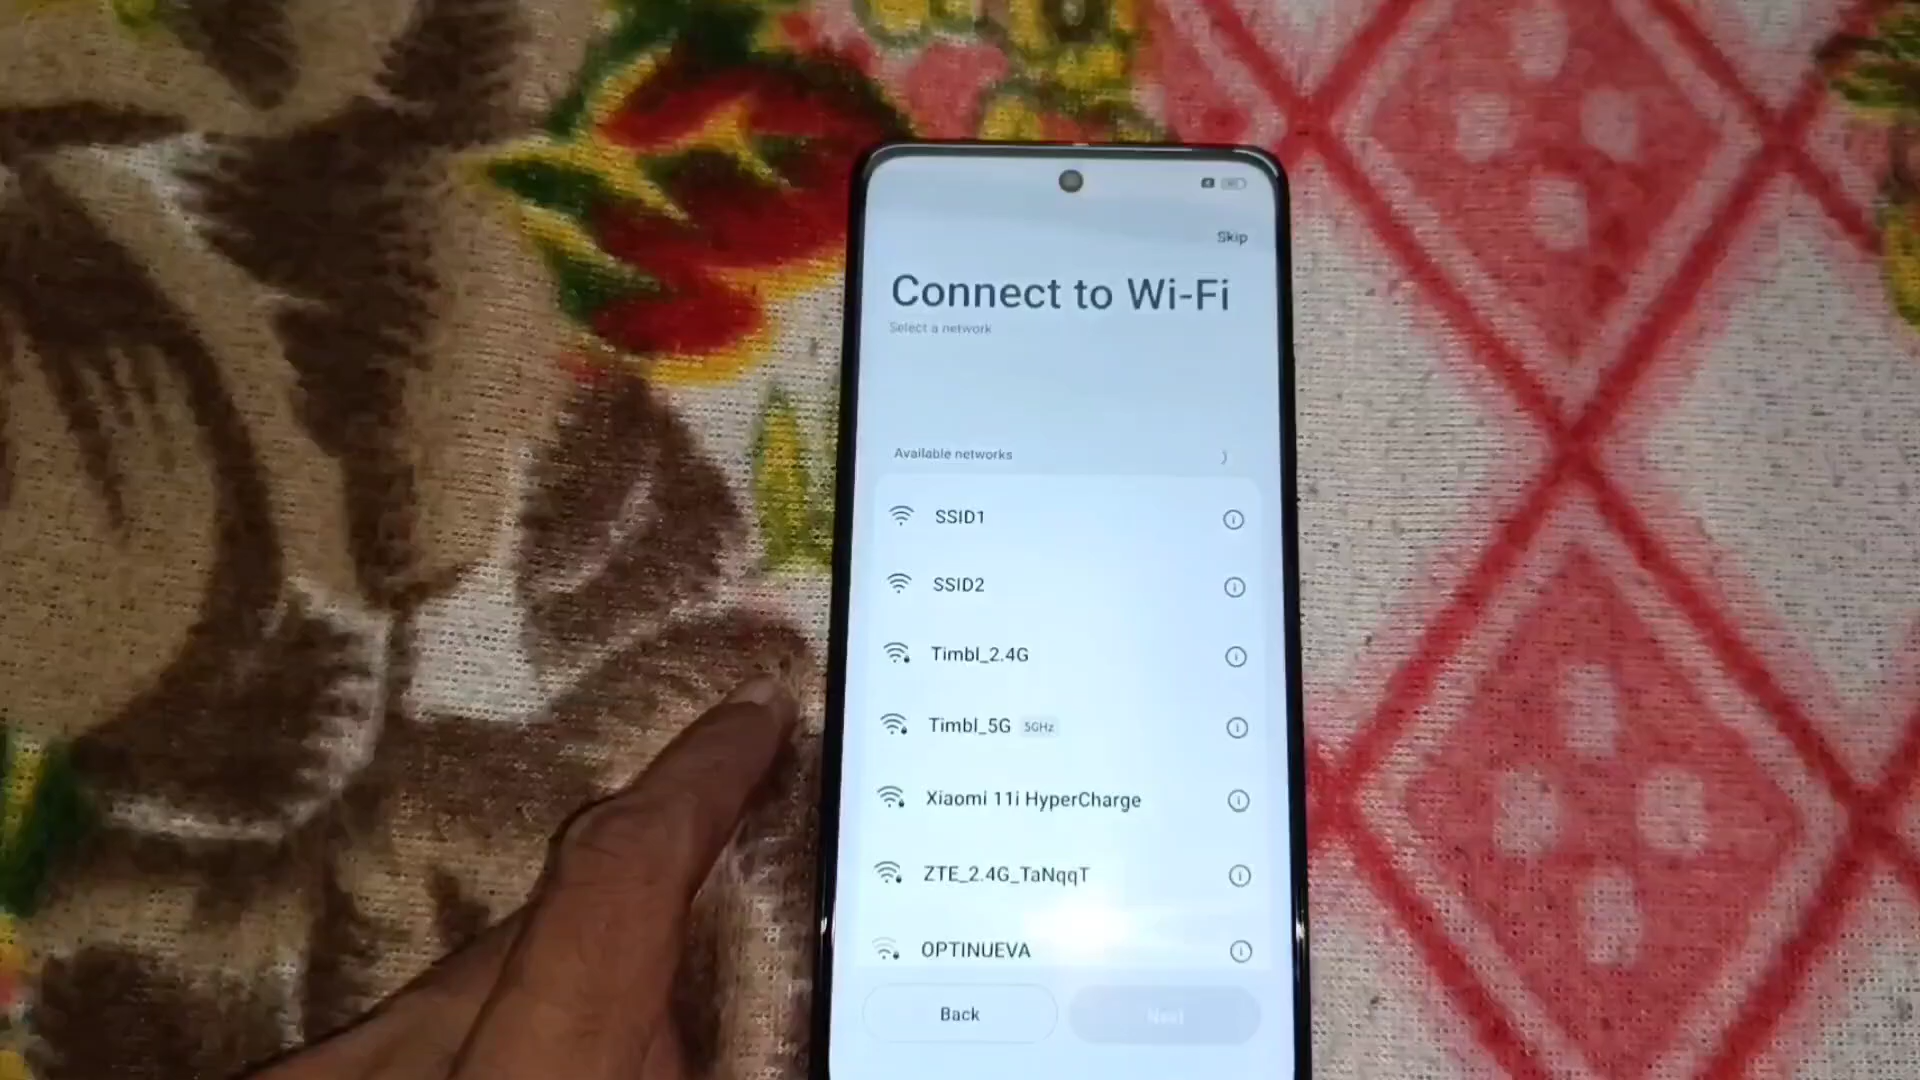 Skip
Connect to Wi-Fi
Select a network
Available networks
SSID1
SSID2
Timbl_2.4G
Timbl_5G 5GHz
Xiaomi 11i HyperCharge
ZTE_2.4G_TaNqqT
OPTINUEVA
Back
Next